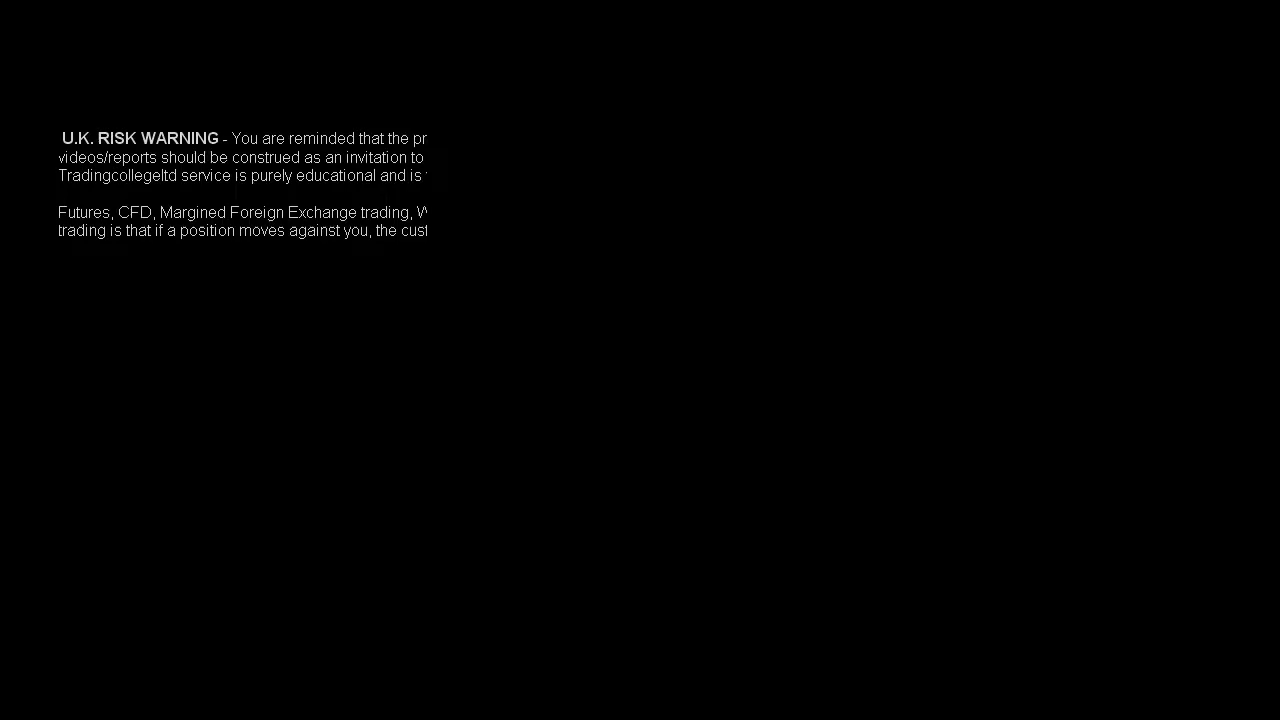 U.K. RISK WARNING - You are reminded that the pr
videos/reports should be construed as an invitation to
Tradingcollegeltd service is purely educational and is
Futures, CFD, Margined Foreign Exchange trading,
trading is that if a position moves against you, the cust